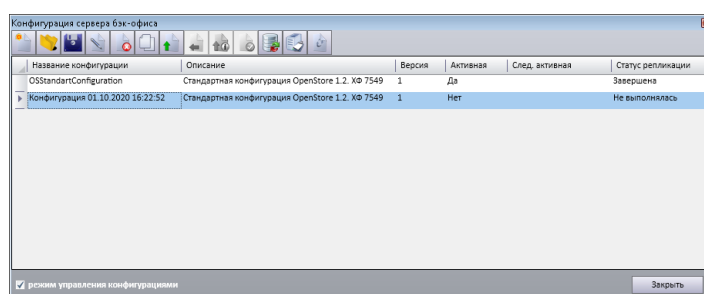 Конфигурация сервера бэк-офиса
Название конфигурации Описание Версия Активная След. активная Статус репликации
OSStandartConfiguration Стандартная конфигурация OpenStore 1.2. ХФ 7549 1 Да Завершена
Конфигурация 01.10.2020 16:22:52 Стандартная конфигурация OpenStore 1.2. ХФ 7549 1 Нет Не выполнялась
режим управления конфигурациями Закрыть